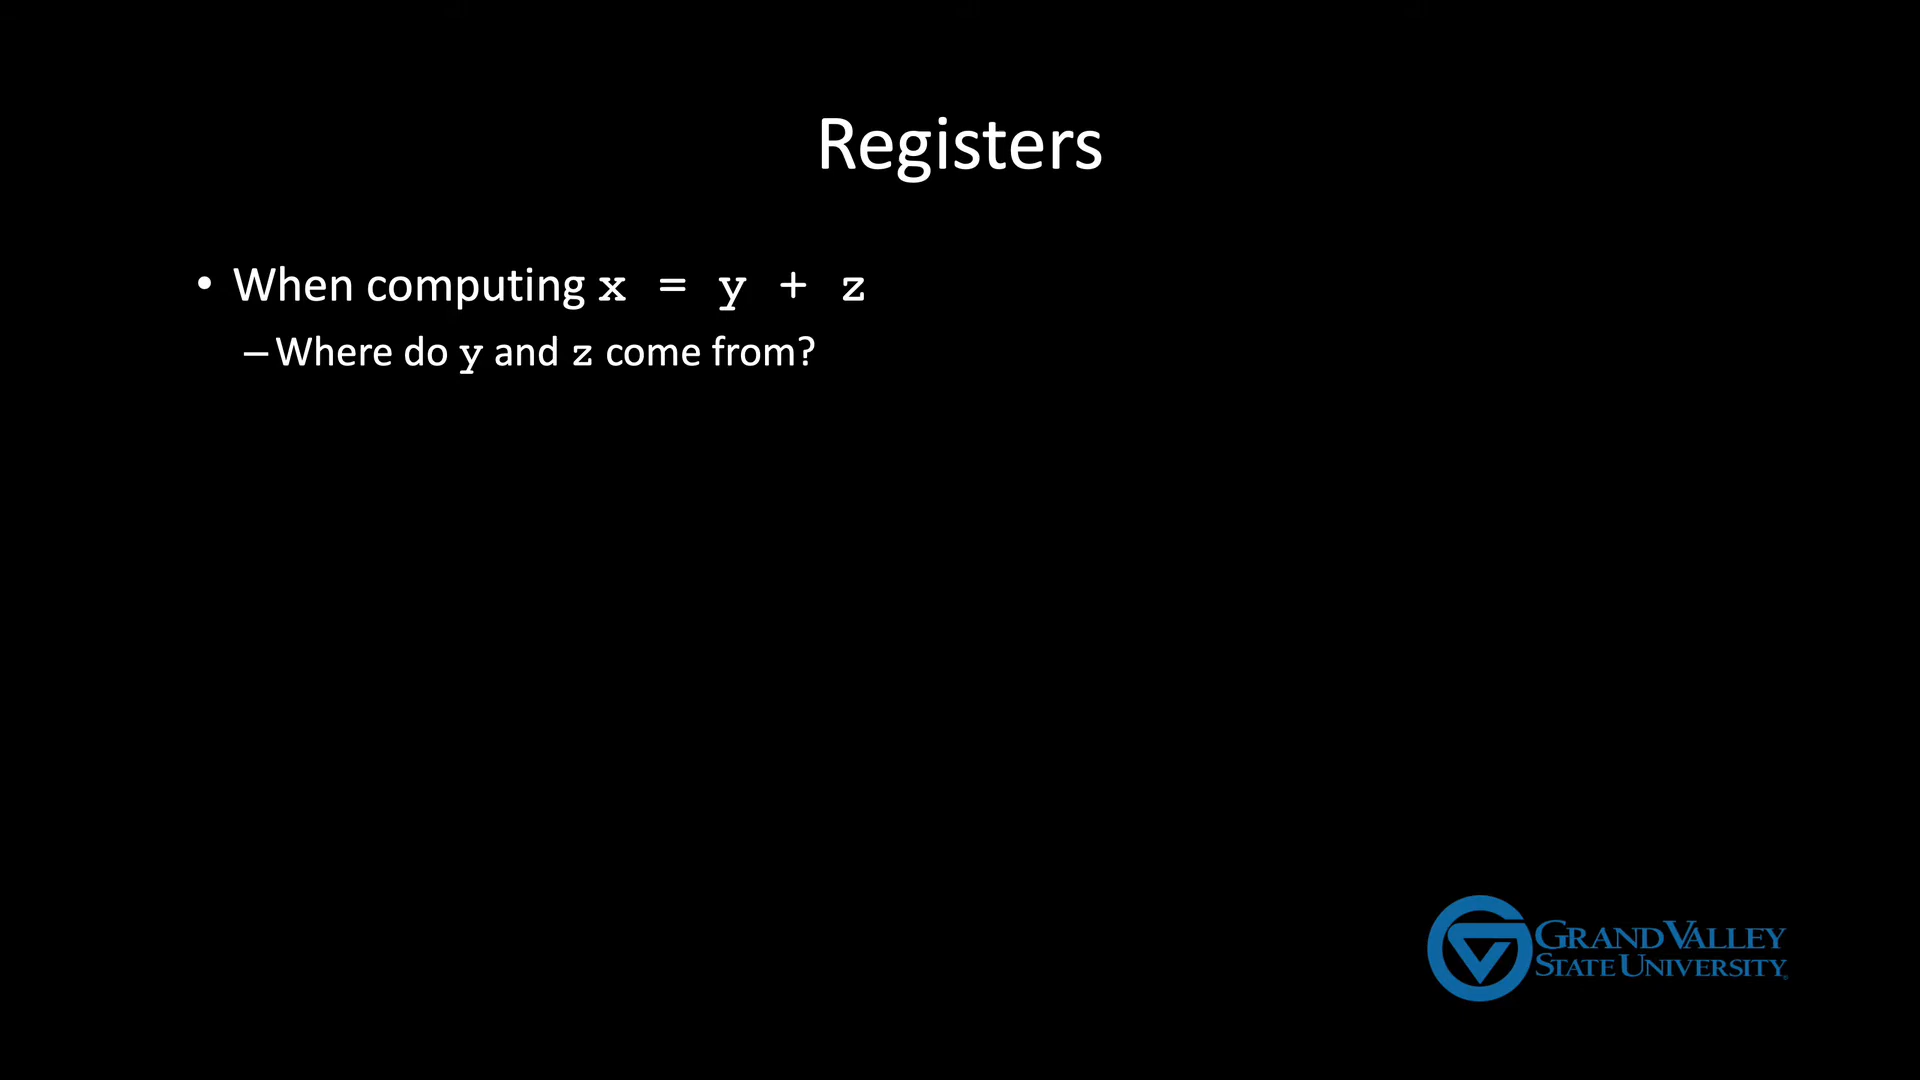 Registers
• When computing x = y + z
– Where do y and z come from?
GRAND VALLEY
STATE UNIVERSITY